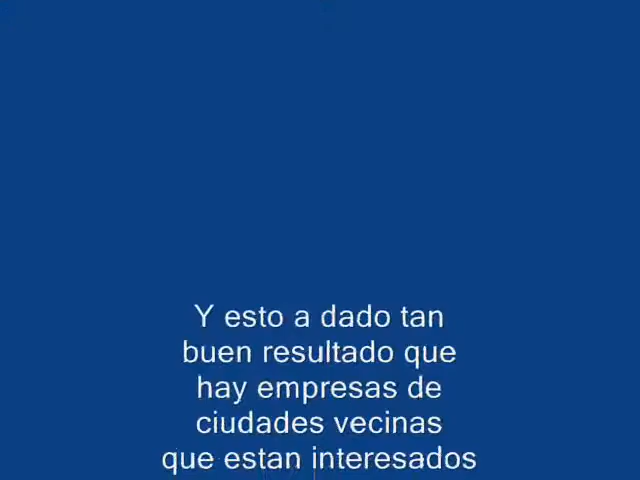 Y esto a dado tan
buen resultado que
hay empresas de
ciudades vecinas
que estan interesados